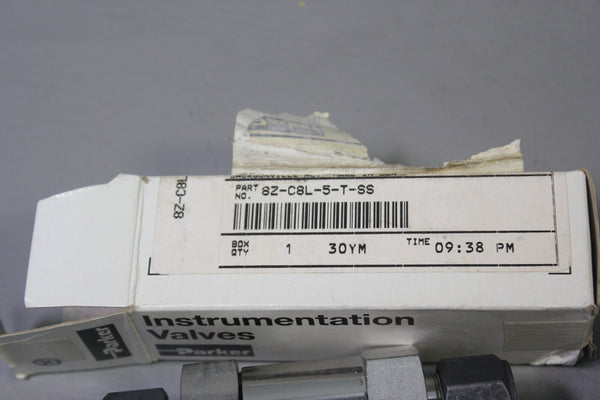 8Z-C8L
PART NO. 8Z-C8L-5-T-SS
BOX QTY 1 30YM TIME 09:38 PM
Instrumentation
Valves
Parker
Parker